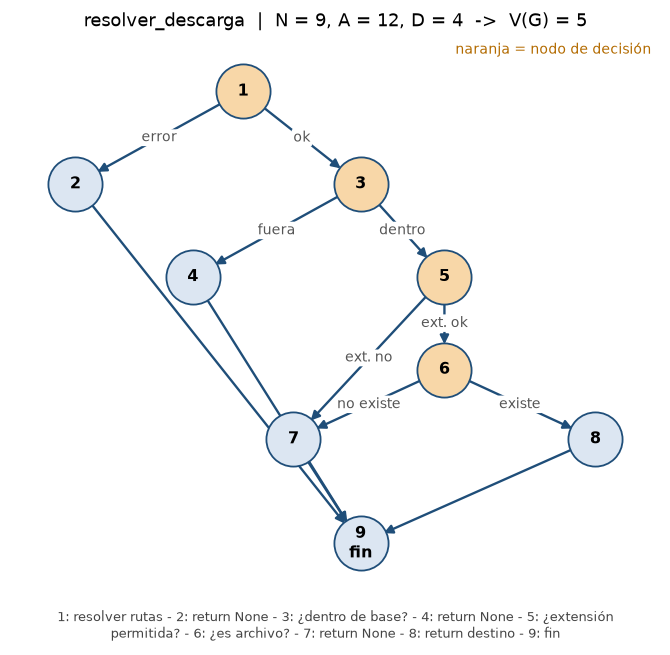 resolver_descarga | N = 9, A = 12, D = 4 -> V(G) = 5
naranja = nodo de decisión
1
error
ok
2
3
fuera
dentro
4
5
ext. ok
ext. no
6
no existe
existe
7
8
9
fin
1: resolver rutas - 2: return None - 3: ¿dentro de base? - 4: return None - 5: ¿extensión
permitida? - 6: ¿es archivo? - 7: return None - 8: return destino - 9: fin